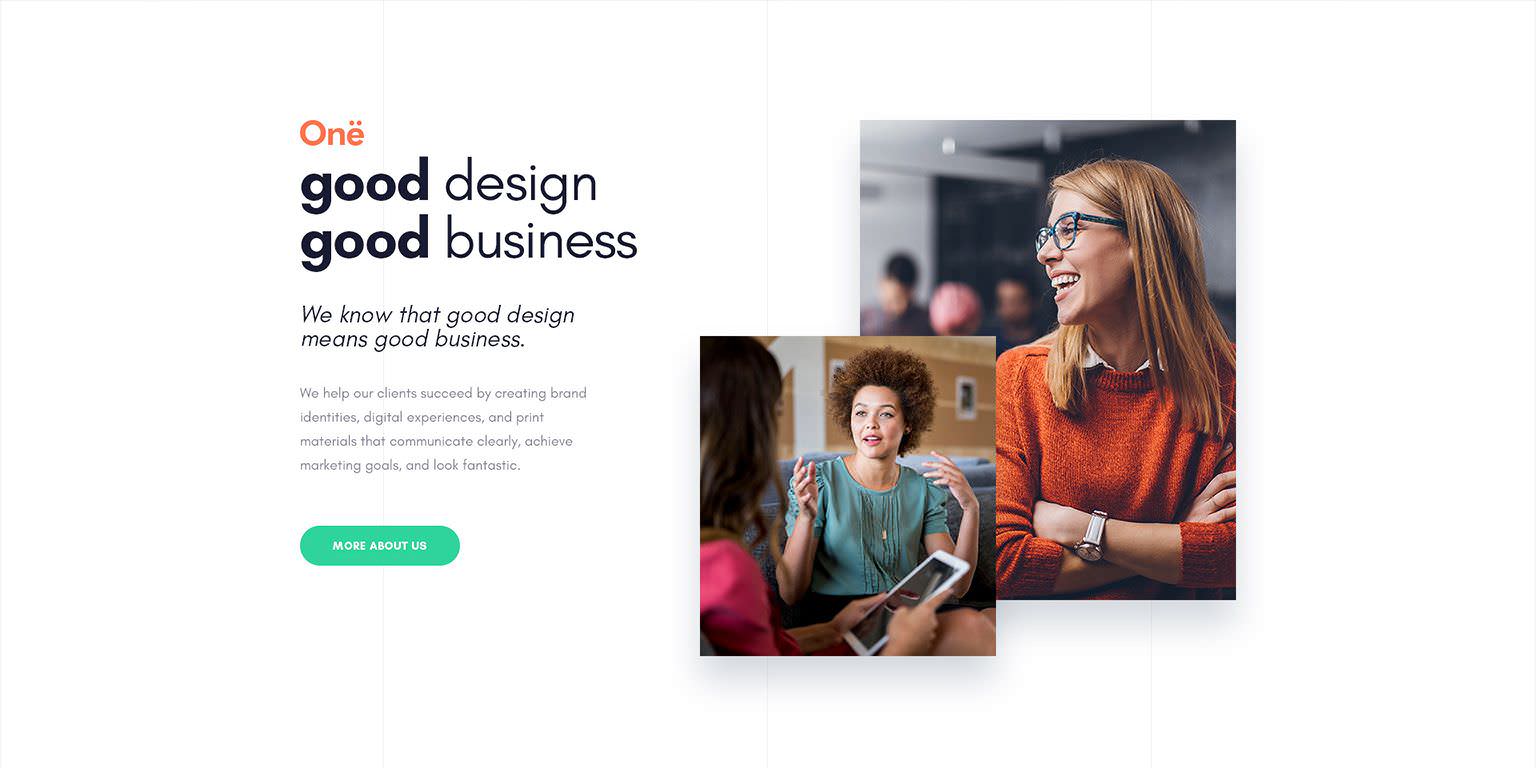 Onë
good design
good business
We know that good design
means good business.
We help our clients succeed by creating brand
identities, digital experiences, and print
materials that communicate clearly, achieve
marketing goals, and look fantastic.
MORE ABOUT US